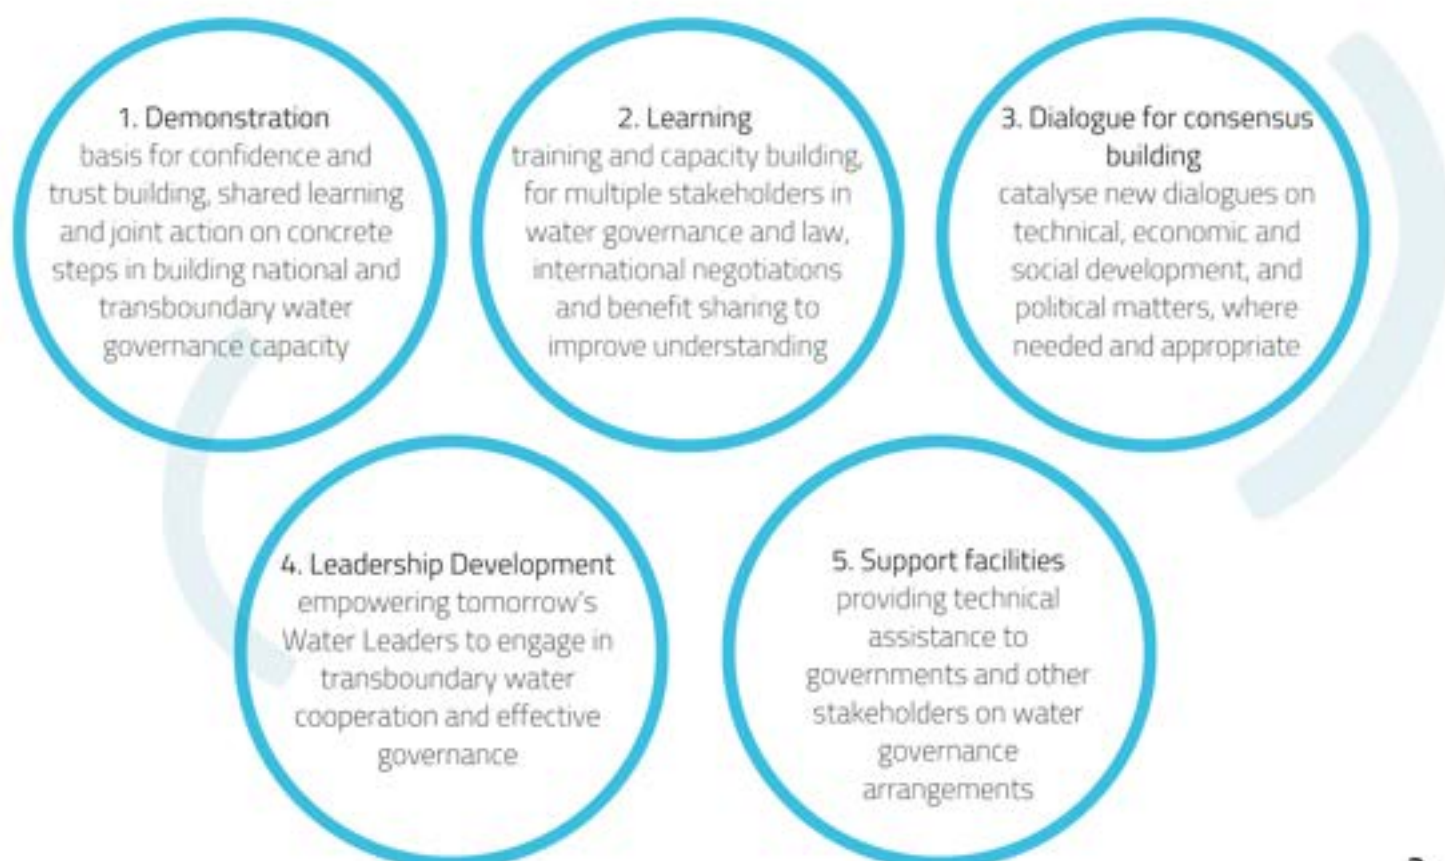 1. Demonstration
basis for confidence and
trust building, shared learning
and joint action on concrete
steps in building national and
transboundary water
governance capacity
2. Learning
training and capacity building,
for multiple stakeholders in
water governance and law,
international negotiations
and benefit sharing to
improve understanding
3. Dialogue for consensus
building
catalyse new dialogues on
technical, economic and
social development, and
political matters, where
needed and appropriate
4. Leadership Development
empowering tomorrow's
Water Leaders to engage in
transboundary water
cooperation and effective
governance
5. Support facilities
providing technical
assistance to
governments and other
stakeholders on water
governance
arrangements